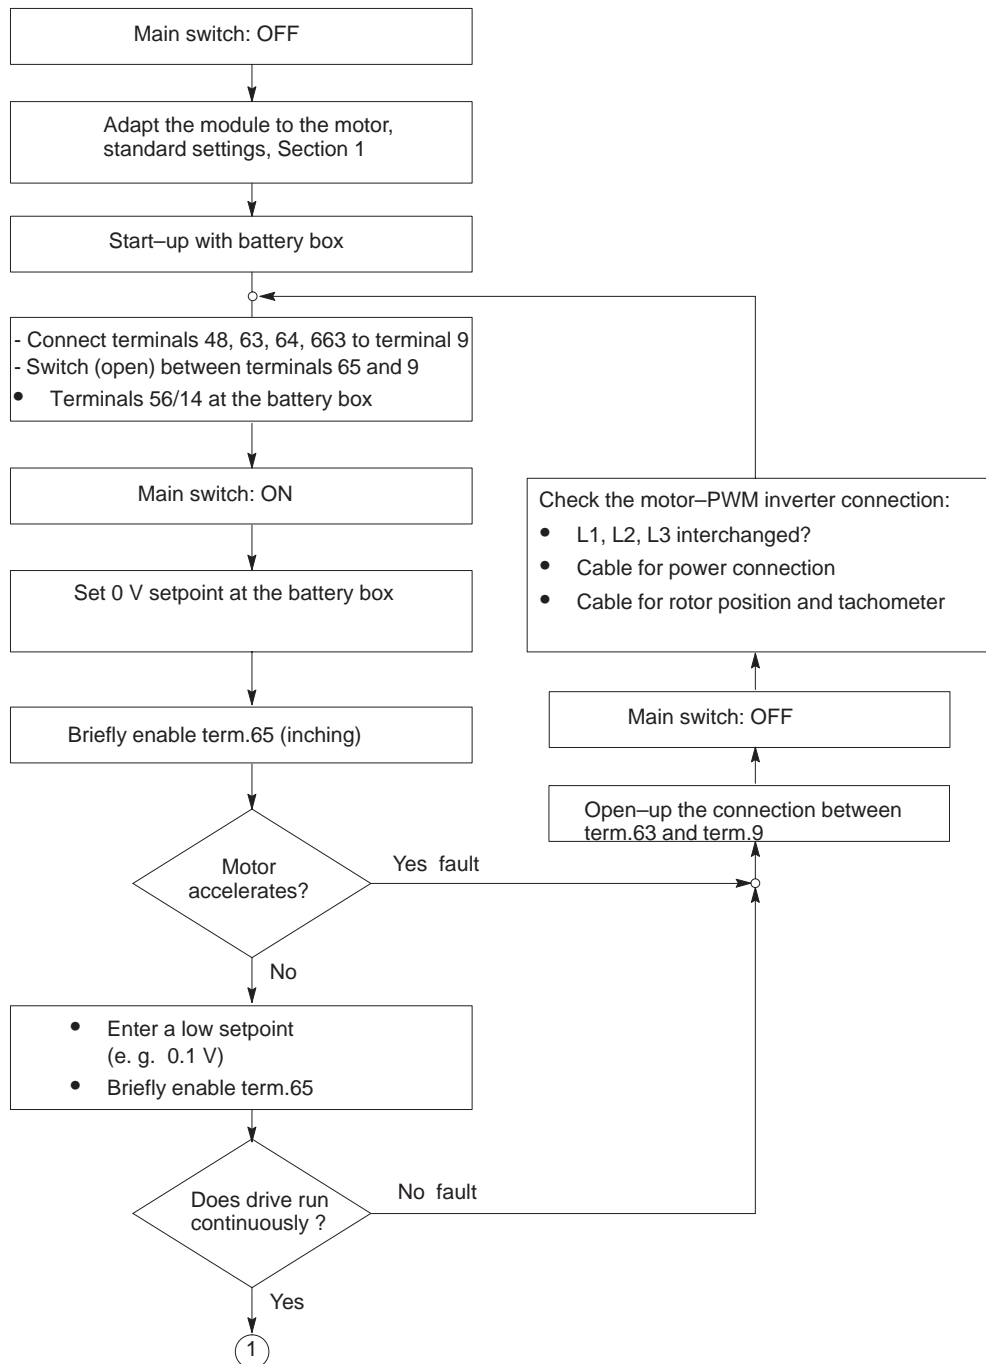 Main switch: OFF
Adapt the module to the motor,
standard settings, Section 1
Start–up with battery box
- Connect terminals 48, 63, 64, 663 to terminal 9
- Switch (open) between terminals 65 and 9
• Terminals 56/14 at the battery box
Main switch: ON
Set 0 V setpoint at the battery box
Briefly enable term.65 (inching)
Motor
accelerates?
Yes fault
No
• Enter a low setpoint
(e. g. 0.1 V)
• Briefly enable term.65
Does drive run
continuously ?
No fault
Yes
1
Check the motor–PWM inverter connection:
• L1, L2, L3 interchanged?
• Cable for power connection
• Cable for rotor position and tachometer
Main switch: OFF
Open–up the connection between
term.63 and term.9